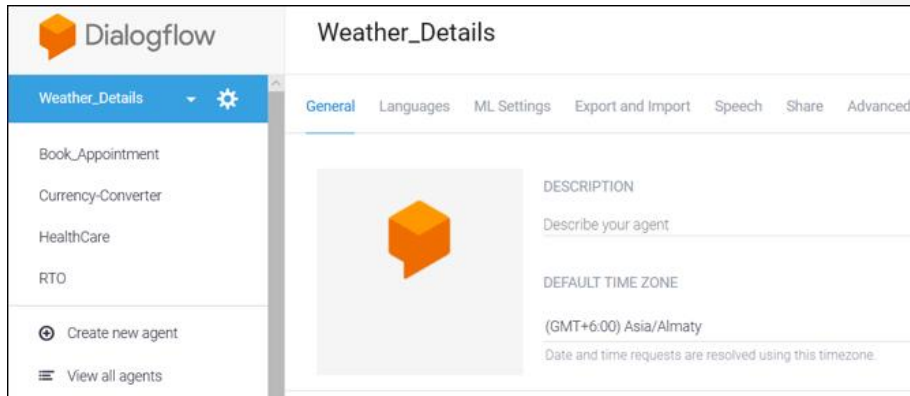 Dialogflow
Weather_Details
Weather_Details
General Languages ML Settings Export and Import Speech Share Advanced
Book_Appointment
Currency-Converter
HealthCare
RTO
Create new agent
View all agents
DESCRIPTION
Describe your agent
DEFAULT TIME ZONE
(GMT+6:00) Asia/Almaty
Date and time requests are resolved using this timezone.